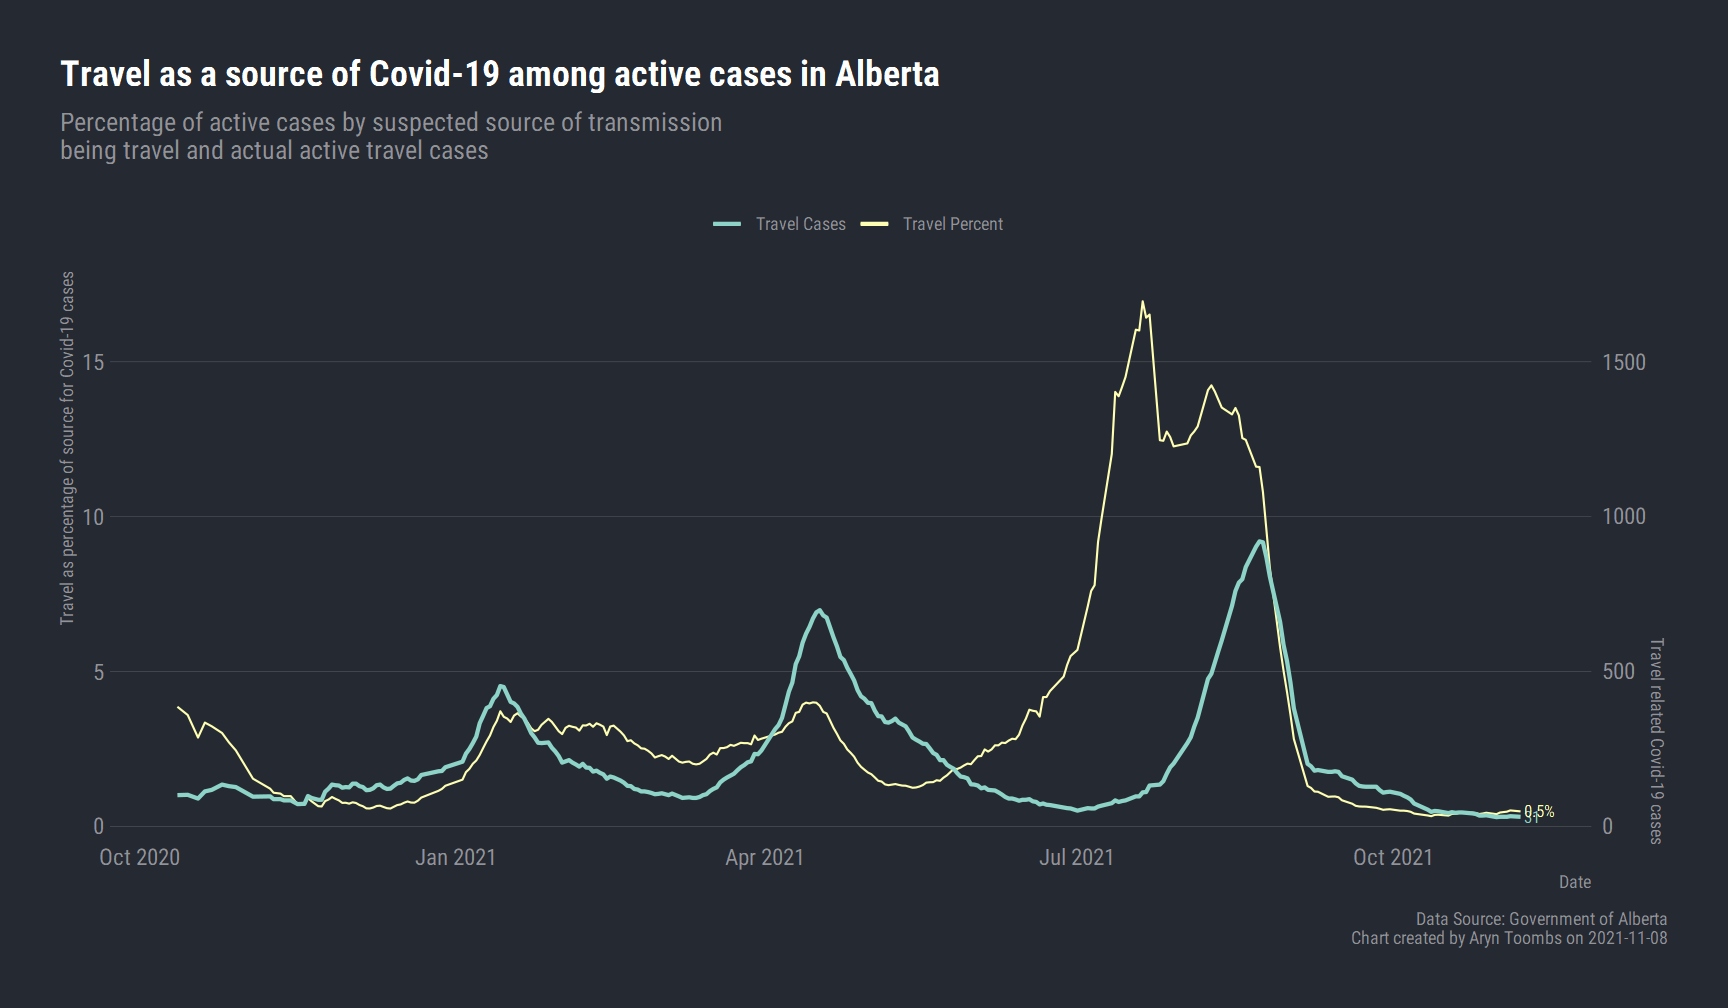 Travel as a source of Covid-19 among active cases in Alberta
Percentage of active cases by suspected source of transmission
being travel and actual active travel cases
Travel Cases
Travel Percent
Travel as percentage of source for Covid-19 cases
15
10
5
0
1500
1000
500
0
Travel related Covid-19 cases
0.5%
Oct 2020
Jan 2021
Apr 2021
Jul 2021
Oct 2021
Date
Data Source: Government of Alberta
Chart created by Aryn Toombs on 2021-11-08